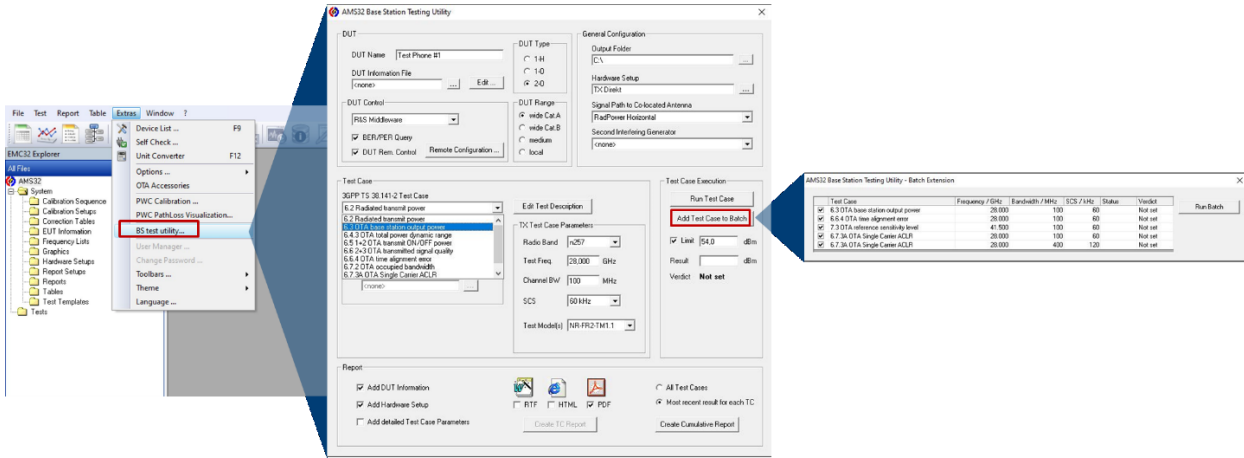 File Test Report Table Extras Window ?
EMC32 Explorer
All Files
AMS32
System
Calibration Sequence
Calibration Setups
Correction Tables
EUT Information
Frequency Lists
Graphics
Hardware Setups
Report Setups
Reports
Tables
Test Templates
Tests
Device List ... F9
Self Check ...
Unit Converter F12
Options ...
OTA Accessories
PWC Calibration ...
PWC PathLoss Visualization...
BS test utility...
User Manager ...
Change Password ...
Toolbars ...
Theme
Language ...
AMS32 Base Station Testing Utility
DUT
DUT Name Test Phone #1
DUT Information File
<none> ... Edit ...
DUT Type
1-H
1-O
2-O
DUT Control
R&S Middleware
BER/PER Query
DUT Rem. Control Remote Configuration ...
DUT Range
wide Cat.A
wide Cat.B
medium
local
General Configuration
Output Folder
C:\ ...
Hardware Setup
TX Direkt ...
Signal Path to Co-located Antenna
RadPower Horizontal
Second Interfering Generator
<none>
Test Case
3GPP TS 38.141-2 Test Case
6.2 Radiated transmit power
6.2 Radiated transmit power
6.3 OTA base station output power
6.4.3 OTA total power dynamic range
6.5 1+2 OTA transmit ON/OFF power
6.6 2+3 OTA transmitted signal quality
6.6.4 OTA time alignment error
6.7.2 OTA occupied bandwidth
6.7.3A OTA Single Carrier ACLR
<none> ...
Edit Test Description
TX Test Case Parameters
Radio Band n257
Test Freq. 28,000 GHz
Channel BW 100 MHz
SCS 60 kHz
Test Model(s) NR-FR2-TM1.1
Test Case Execution
Run Test Case
Add Test Case to Batch
Limit 54,0 dBm
Result dBm
Verdict Not set
Report
Add DUT Information
Add Hardware Setup
Add detailed Test Case Parameters
RTF HTML PDF
Create TC Report
All Test Cases
Most recent result for each TC
Create Cumulative Report
AMS32 Base Station Testing Utility - Batch Extension
Test Case Frequency / GHz Bandwidth / MHz SCS / kHz Status Verdict
6.3 OTA base station output power 28.000 100 60 Not set
6.6.4 OTA time alignment error 28.000 100 60 Not set
7.3 OTA reference sensitivity level 41.500 100 60 Not set
6.7.3A OTA Single Carrier ACLR 28.000 100 60 Not set
6.7.3A OTA Single Carrier ACLR 28.000 400 120 Not set
Run Batch